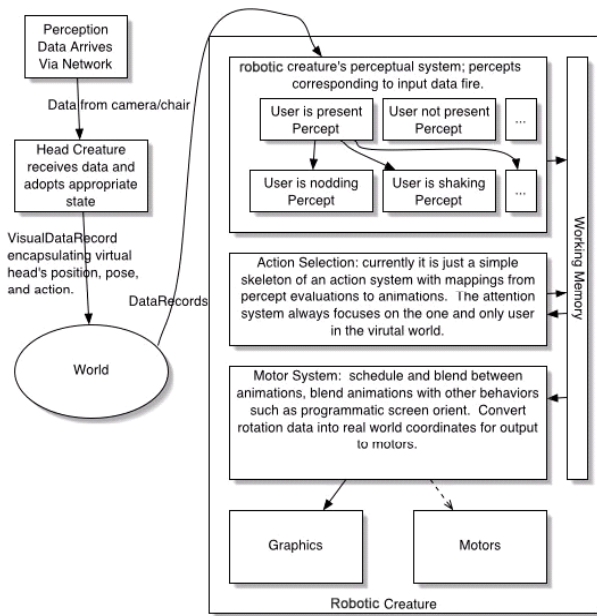 Perception
Data Arrives
Via Network
Data from camera/chair
Head Creature
receives data and
adopts appropriate
state
VisualDataRecord
encapsulating virtual
head's position, pose,
and action.
DataRecords
World
robotic creature's perceptual system; percepts
corresponding to input data fire.
User is present
Percept
User not present
Percept
...
User is nodding
Percept
User is shaking
Percept
...
Action Selection: currently it is just a simple
skeleton of an action system with mappings from
percept evaluations to animations. The attention
system always focuses on the one and only user
in the virutal world.
Motor System: schedule and blend between
animations, blend animations with other behaviors
such as programmatic screen orient. Convert
rotation data into real world coordinates for output
to motors.
Working Memory
Graphics
Motors
Robotic Creature